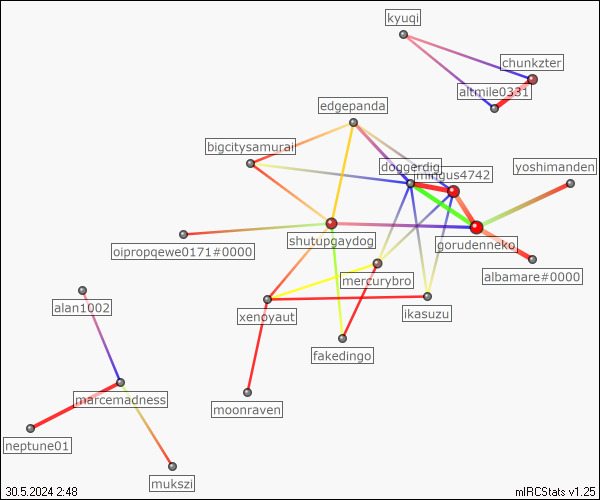 kyuqi
chunkzter
altmile0331
edgepanda
bigcitysamurai
doggerdig
mingus4742
yoshimanden
shutupgaydog
gorudenneko
oipropqewe0171#0000
mercurybro
albamare#0000
alan1002
xenoyaut
ikasuzu
fakedingo
marcemadness
moonraven
neptune01
mukszi
30.5.2024 2:48
mIRCStats v1.25